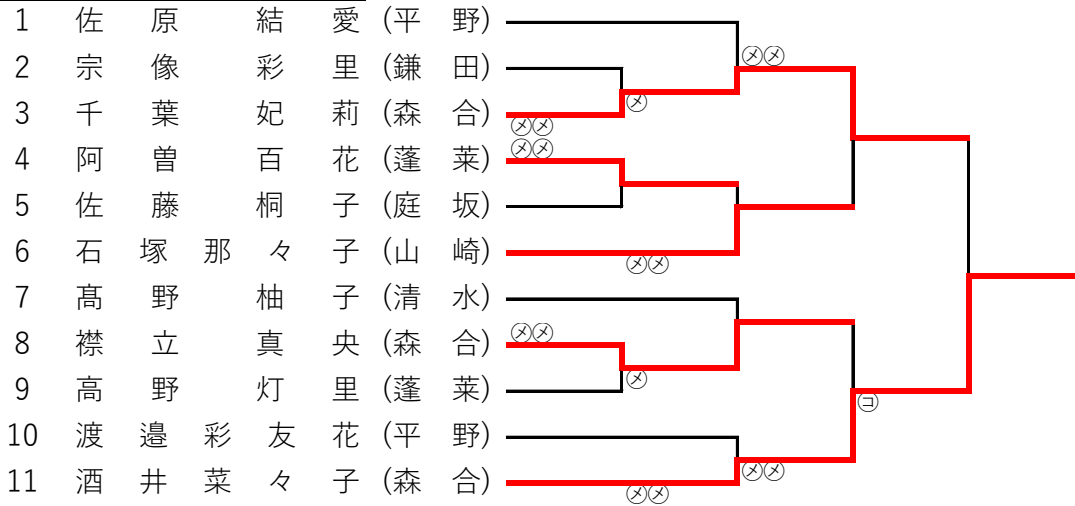 1 佐原 結愛 (平野)
2 宗像 彩里 (鎌田)
㋱㋱
3 千葉 妃莉 (森合)
㋱
㋱㋱
4 阿曽 百花 (蓬莱)
㋱㋱
5 佐藤 桐子 (庭坂)
6 石塚那々子 (山崎)
㋱㋱
7 髙野 柚子 (清水)
8 襟立 真央 (森合)
㋱㋱
9 高野 灯里 (蓬莱)
㋱
㋙
10 渡邉彩友花 (平野)
11 酒井菜々子 (森合)
㋱㋱
㋱㋱